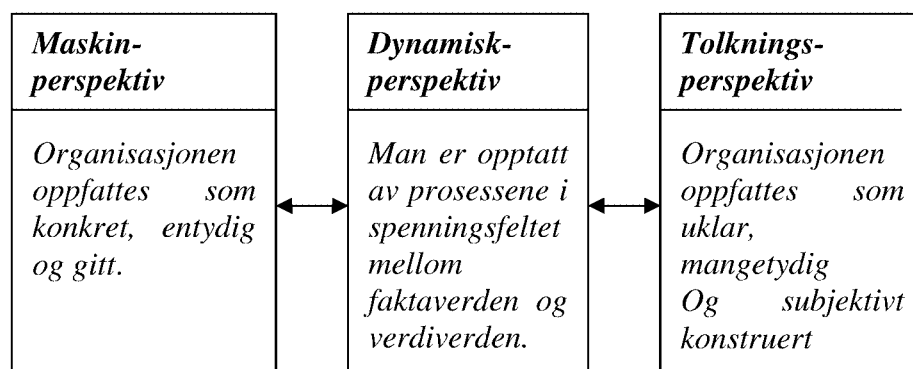 Maskin-
perspektiv
Organisasjonen
oppfattes som
konkret, entydig
og gitt.
Dynamisk-
perspektiv
Man er opptatt
av prosessene i
spenningsfeltet
mellom
faktaverden og
verdiverden.
Tolknings-
perspektiv
Organisasjonen
oppfattes som
uklar,
mangetydig
Og subjektivt
konstruert